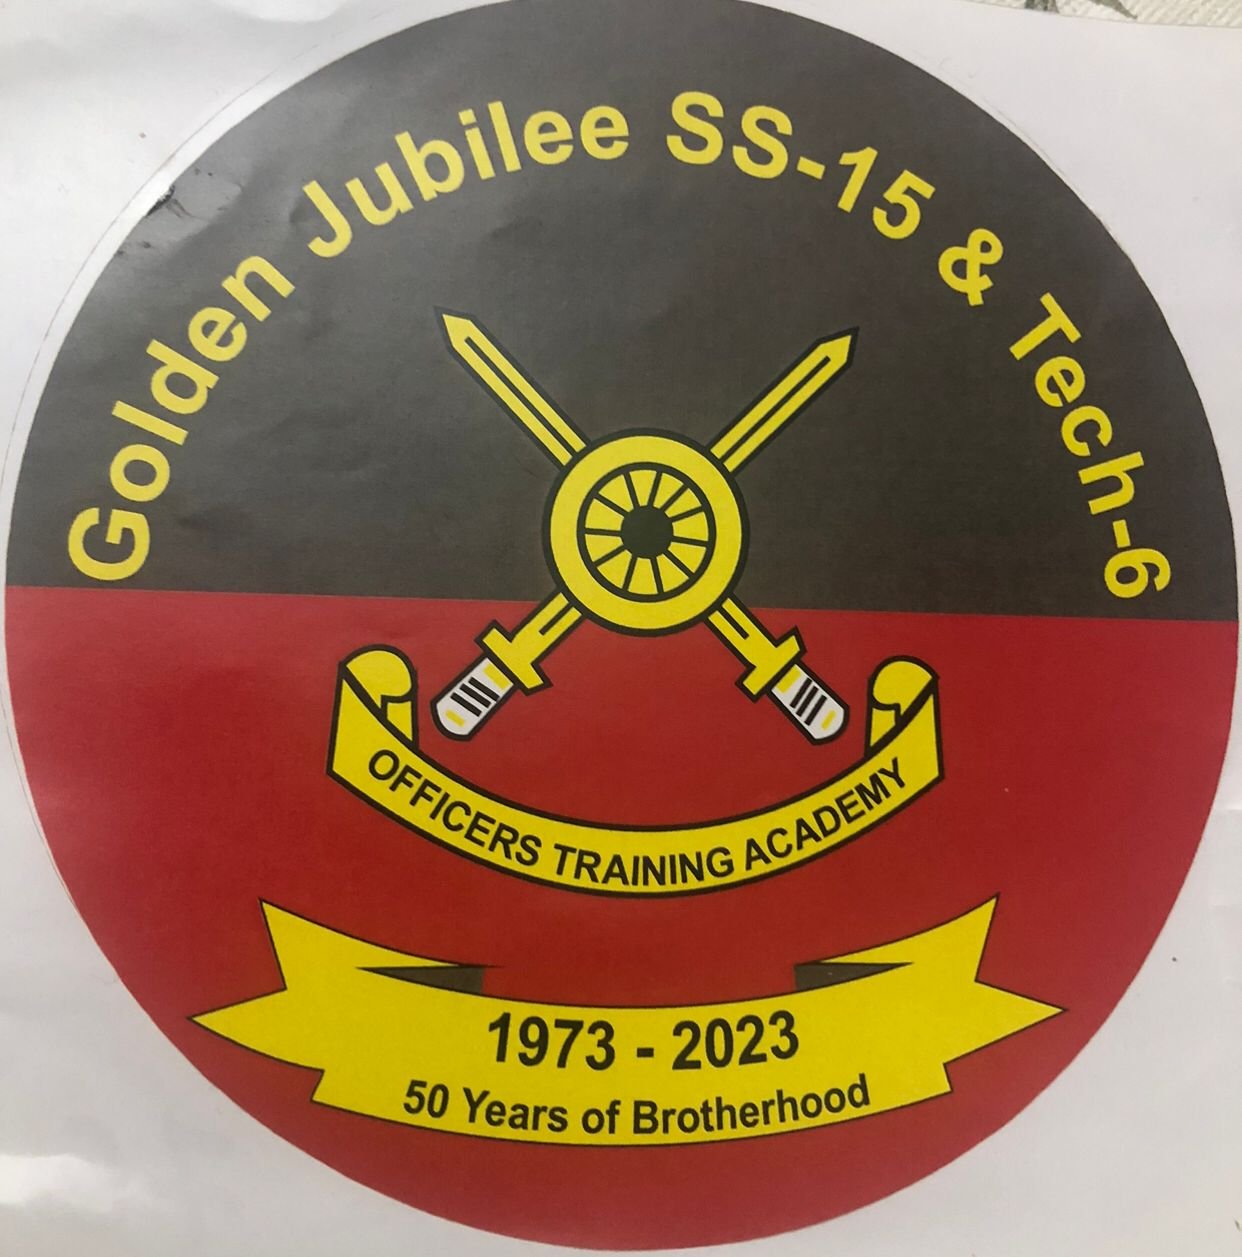 Golden Jubilee SS-15 & Tech-6
OFFICERS TRAINING ACADEMY
1973 - 2023
50 Years of Brotherhood